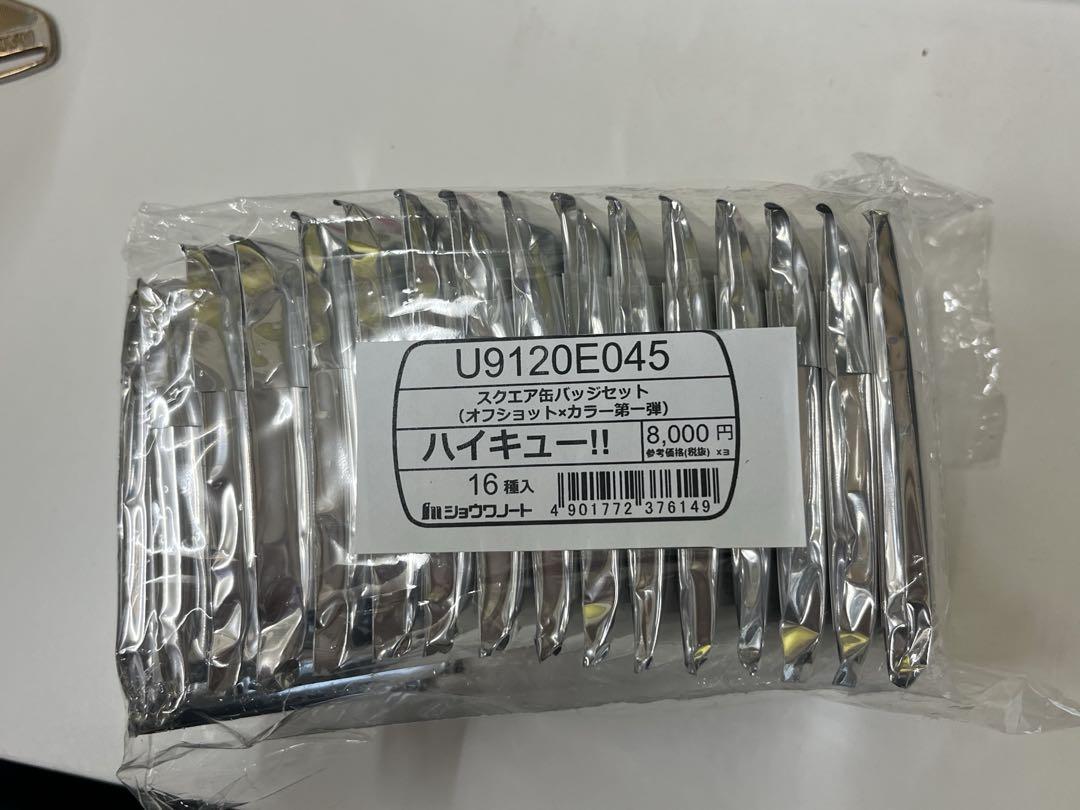 U9120E045
スクエア缶バッジセット
(オフショット×カラー第一弾)
ハイキュー!!
8,000 円
参考価格(税抜) ×ヨ
16 種入
ショウワノート
4 901772 376149